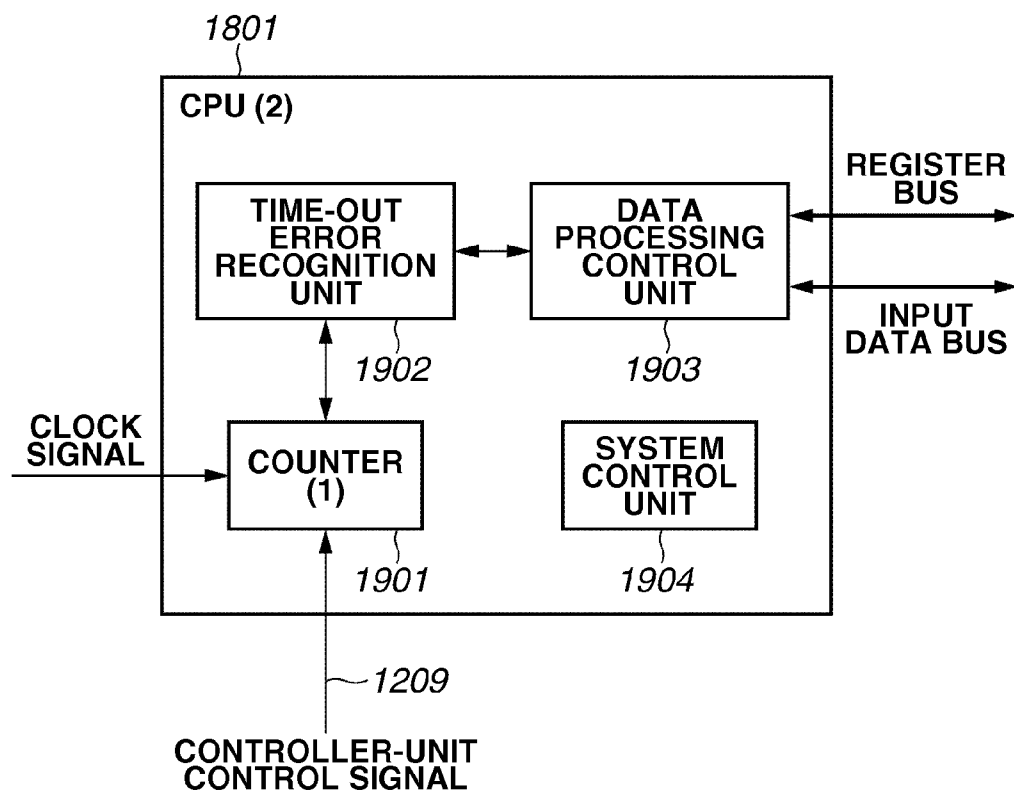 1801
CPU (2)
TIME-OUT
ERROR
RECOGNITION
UNIT
1902
DATA
PROCESSING
CONTROL
UNIT
1903
REGISTER
BUS
INPUT
DATA BUS
CLOCK
SIGNAL
COUNTER
(1)
1901
SYSTEM
CONTROL
UNIT
1904
1209
CONTROLLER-UNIT
CONTROL SIGNAL